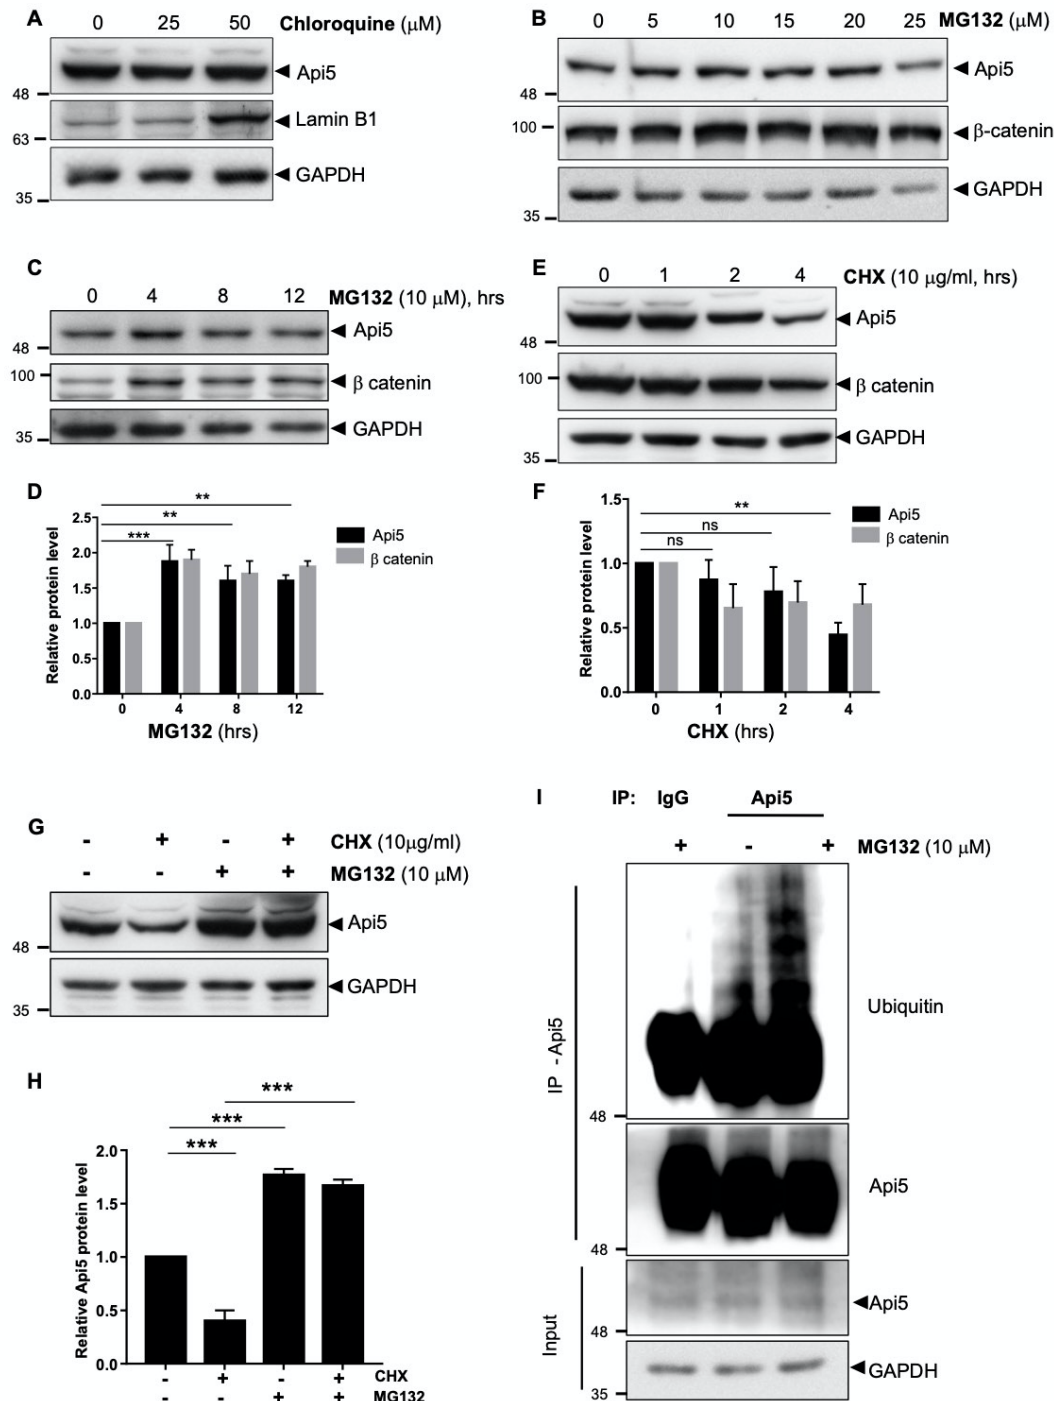 A
0 25 50 Chloroquine (μM)
Api5
48
Lamin B1
63
GAPDH
35
B
0 5 10 15 20 25 MG132 (μM)
Api5
48
100
β-catenin
GAPDH
35
C
0 4 8 12 MG132 (10 μM), hrs
Api5
48
100
β catenin
GAPDH
35
E
0 1 2 4 CHX (10 μg/ml, hrs)
Api5
48
100
β catenin
GAPDH
35
D
**
**
***
Api5
β catenin
Relative protein level
2.5
2.0
1.5
1.0
0.5
0.0
0 4 8 12
MG132 (hrs)
F
**
ns
ns
Api5
β catenin
Relative protein level
1.5
1.0
0.5
0.0
0 1 2 4
CHX (hrs)
G
- + - + CHX (10μg/ml)
- - + + MG132 (10 μM)
Api5
48
GAPDH
35
H
***
***
***
Relative Api5 protein level
2.0
1.5
1.0
0.5
0.0
- + - + CHX
- - + + MG132
I
IP: IgG Api5
+ - + MG132 (10 μM)
IP - Api5
Ubiquitin
48
Api5
48
Input
Api5
48
GAPDH
35